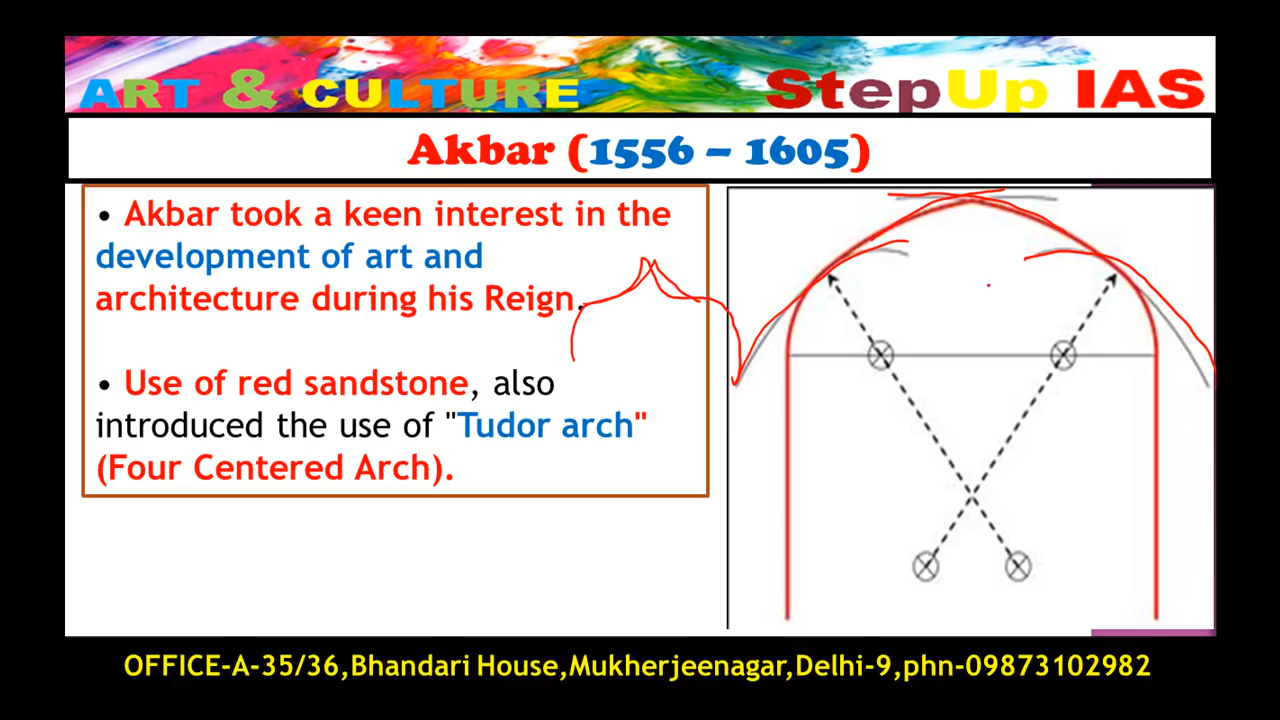 ART & CULTURE
StepUp IAS
Akbar (1556 – 1605)
• Akbar took a keen interest in the
development of art and
architecture during his Reign.
• Use of red sandstone, also
introduced the use of "Tudor arch"
(Four Centered Arch).
OFFICE-A-35/36,Bhandari House,Mukherjeenagar,Delhi-9,phn-09873102982